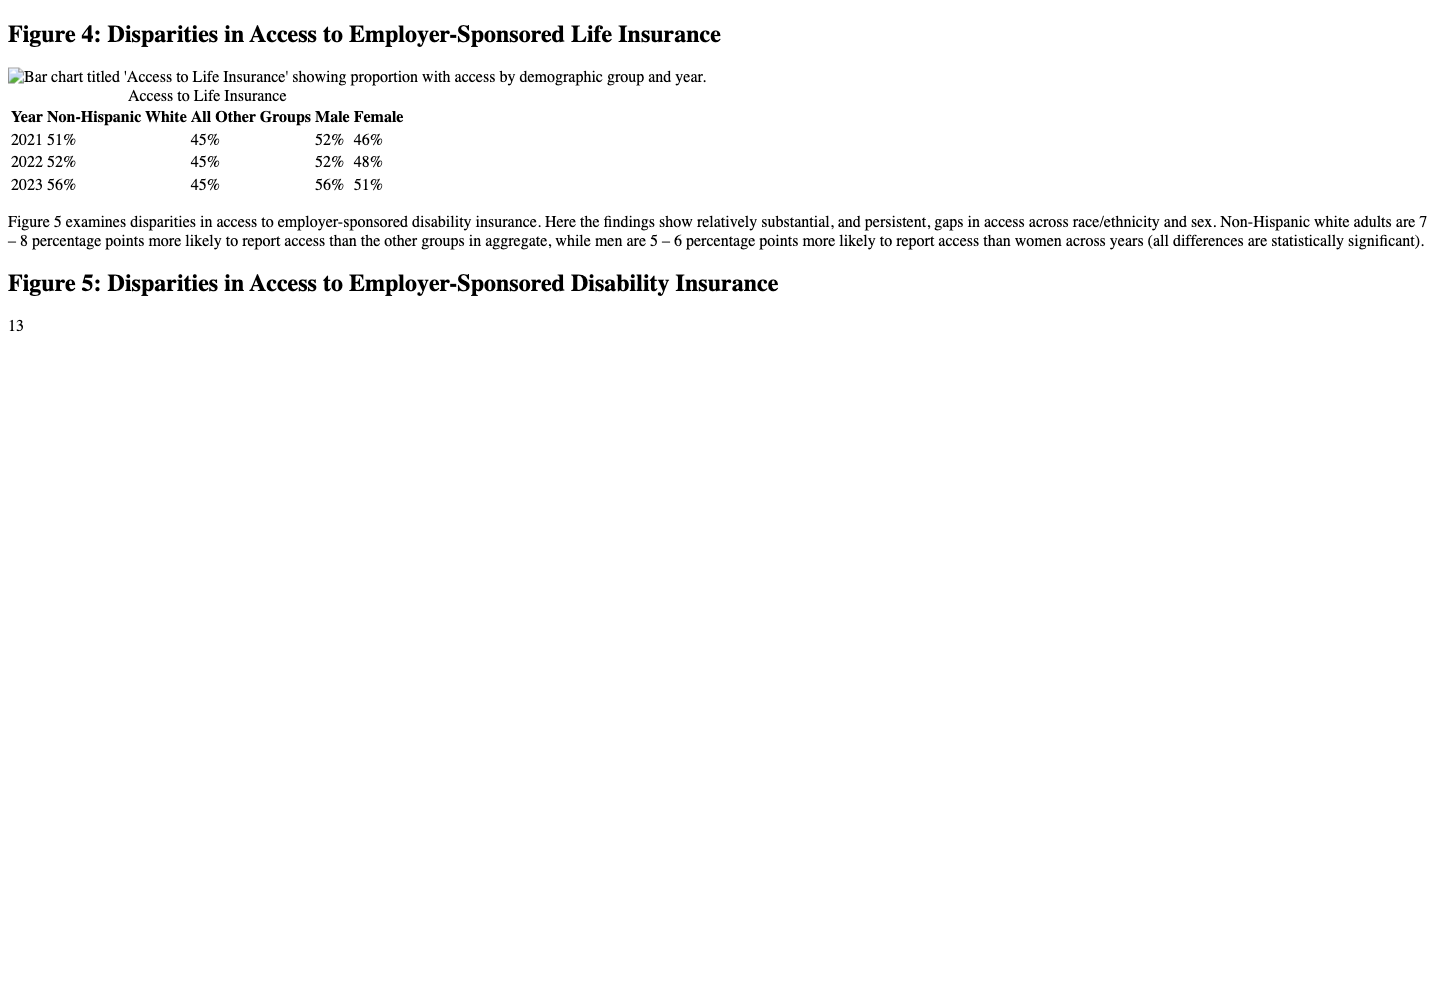 Figure 4: Disparities in Access to Employer-Sponsored Life Insurance
Bar chart titled 'Access to Life Insurance' showing proportion with access by demographic group and year.
Access to Life Insurance
Year Non-Hispanic White All Other Groups Male Female
2021 51% 45% 52% 46%
2022 52% 45% 52% 48%
2023 56% 45% 56% 51%
Figure 5 examines disparities in access to employer-sponsored disability insurance. Here the findings show relatively substantial, and persistent, gaps in access across race/ethnicity and sex. Non-Hispanic white adults are 7
– 8 percentage points more likely to report access than the other groups in aggregate, while men are 5 – 6 percentage points more likely to report access than women across years (all differences are statistically significant).
Figure 5: Disparities in Access to Employer-Sponsored Disability Insurance
13